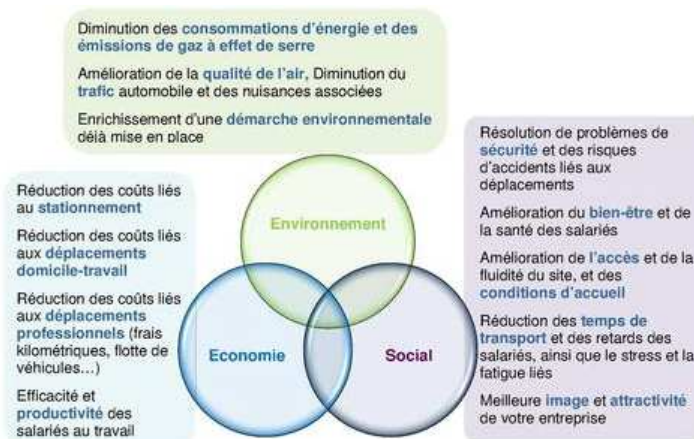 Diminution des consommations d'énergie et des
émissions de gaz à effet de serre
Amélioration de la qualité de l'air, Diminution du
trafic automobile et des nuisances associées
Enrichissement d'une démarche environnementale
déjà mise en place
Environnement
Economie
Social
Réduction des coûts liés
au stationnement
Réduction des coûts liés
aux déplacements
domicile-travail
Réduction des coûts liés
aux déplacements
professionnels (frais
kilométriques, flotte de
véhicules…)
Efficacité et
productivité des
salariés au travail
Résolution de problèmes de
sécurité et des risques
d'accidents liés aux
déplacements
Amélioration du bien-être et de
la santé des salariés
Amélioration de l'accès et de la
fluidité du site, et des
conditions d'accueil
Réduction des temps de
transport et des retards des
salariés, ainsi que le stress et la
fatigue liés
Meilleure image et attractivité
de votre entreprise